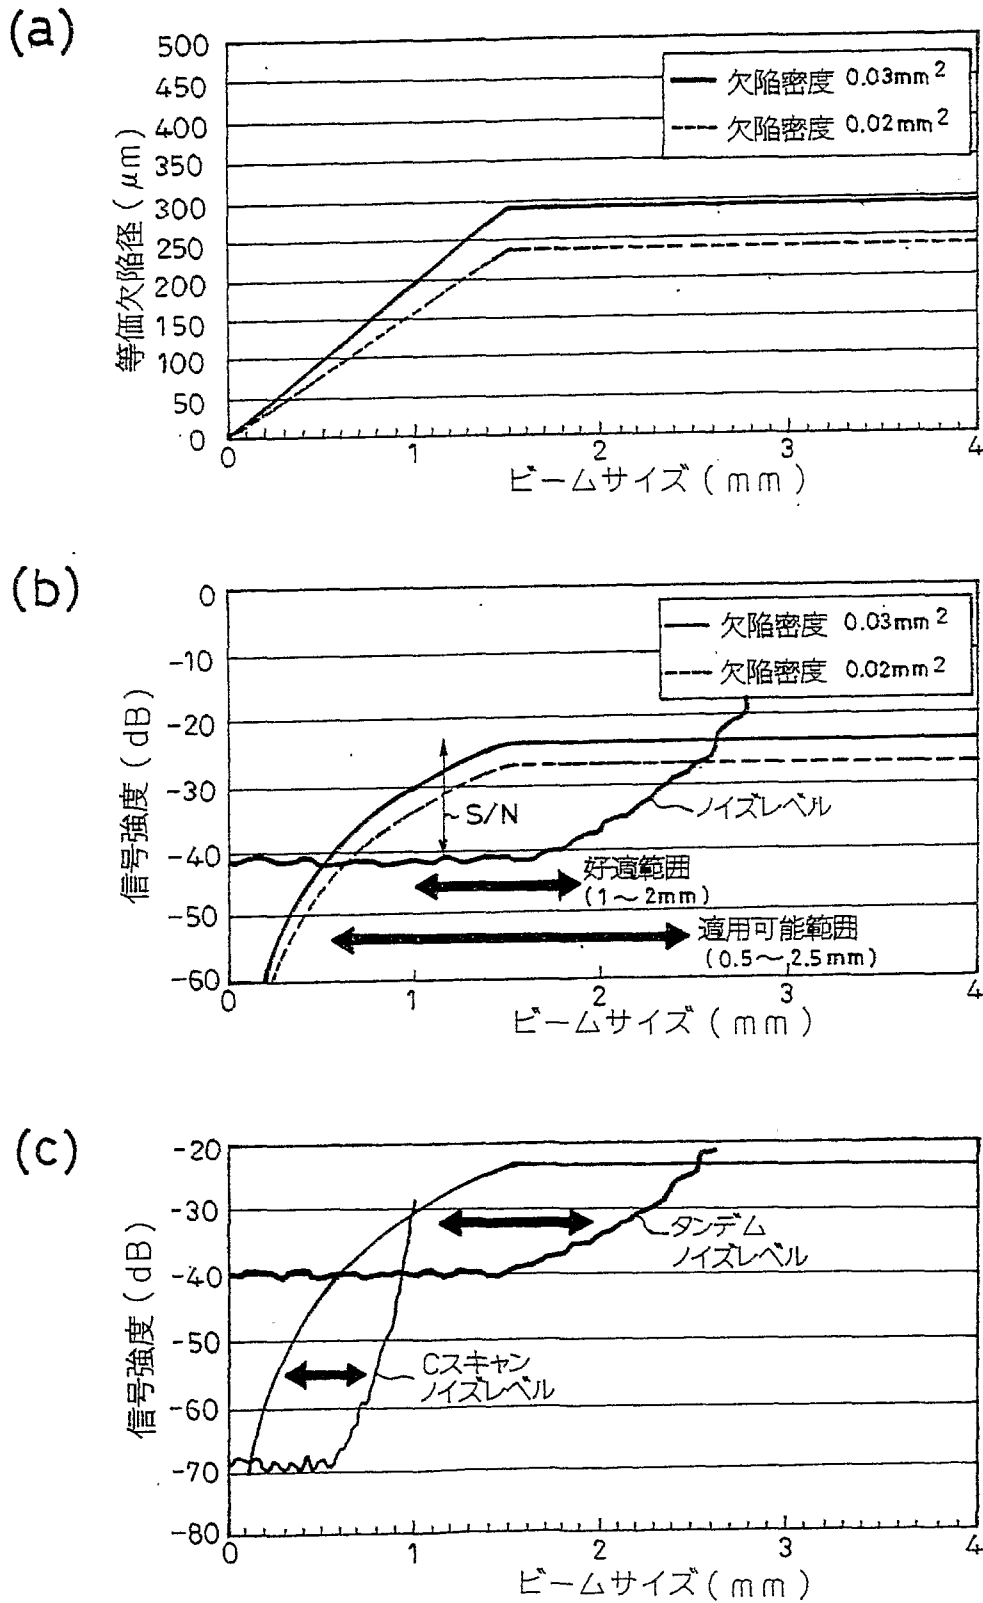 (a)
500
450
400
350
300
250
200
150
100
50
0
等価欠陥径(μm)
欠陥密度 0.03mm²
欠陥密度 0.02mm²
0 1 2 3 4
ビームサイズ(mm)
(b)
0
-10
-20
-30
-40
-50
-60
信号強度(dB)
欠陥密度 0.03mm²
欠陥密度 0.02mm²
S/N
ノイズレベル
好適範囲
(1〜2mm)
適用可能範囲
(0.5〜2.5mm)
0 1 2 3 4
ビームサイズ(mm)
(c)
-20
-30
-40
-50
-60
-70
-80
信号強度(dB)
タンデム
ノイズレベル
Cスキャン
ノイズレベル
0 1 2 3 4
ビームサイズ(mm)